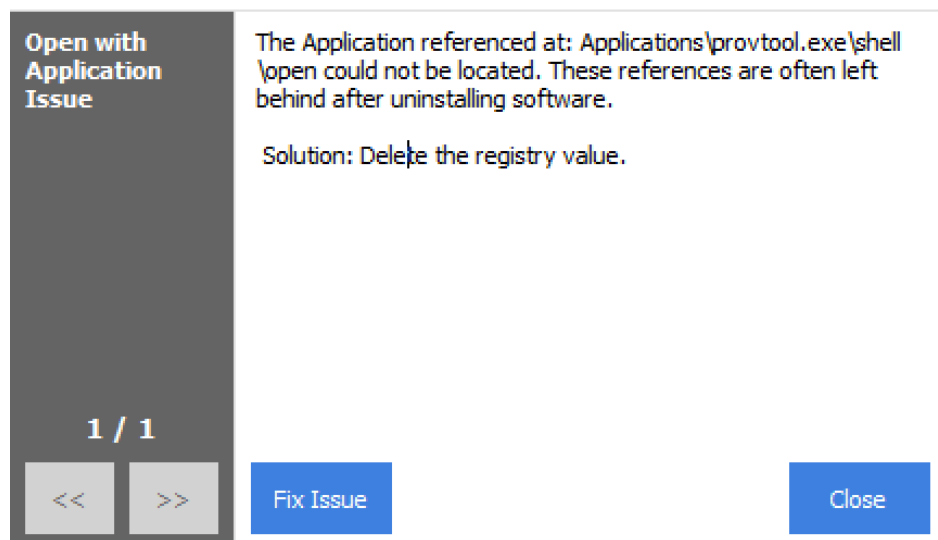 Open with
Application
Issue
The Application referenced at: Applications\provtool.exe\shell
\open could not be located. These references are often left
behind after uninstalling software.
Solution: Delete the registry value.
1 / 1
<<
>>
Fix Issue
Close